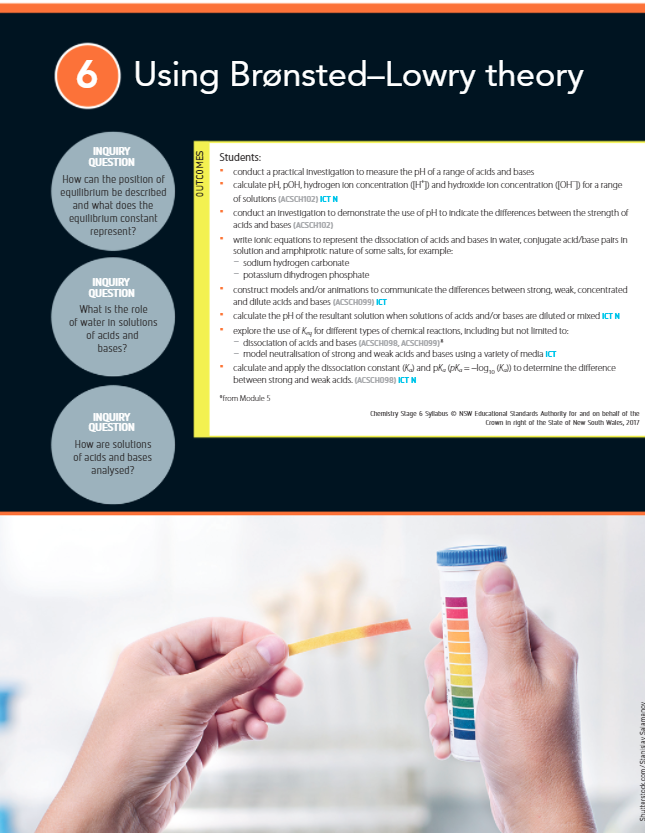 6 Using Brønsted–Lowry theory
INQUIRY
QUESTION
How can the position of
equilibrium be described
and what does the
equilibrium constant
represent?
INQUIRY
QUESTION
What is the role
of water in solutions
of acids and
bases?
INQUIRY
QUESTION
How are solutions
of acids and bases
analysed?
OUTCOMES
Students:
• conduct a practical investigation to measure the pH of a range of acids and bases
• calculate pH, pOH, hydrogen ion concentration ([H⁺]) and hydroxide ion concentration ([OH⁻]) for a range
of solutions (ACSCH102) ICT N
• conduct an investigation to demonstrate the use of pH to indicate the differences between the strength of
acids and bases (ACSCH102)
• write ionic equations to represent the dissociation of acids and bases in water, conjugate acid/base pairs in
solution and amphiprotic nature of some salts, for example:
– sodium hydrogen carbonate
– potassium dihydrogen phosphate
• construct models and/or animations to communicate the differences between strong, weak, concentrated
and dilute acids and bases (ACSCH099) ICT
• calculate the pH of the resultant solution when solutions of acids and/or bases are diluted or mixed ICT N
• explore the use of Keq for different types of chemical reactions, including but not limited to:
– dissociation of acids and bases (ACSCH098, ACSCH099)*
– model neutralisation of strong and weak acids and bases using a variety of media ICT
• calculate and apply the dissociation constant (Ka) and pKa (pKa = –log₁₀ (Ka)) to determine the difference
between strong and weak acids. (ACSCH098) ICT N
*from Module 5
Chemistry Stage 6 Syllabus © NSW Educational Standards Authority for and on behalf of the
Crown in right of the State of New South Wales, 2017
Shutterstock.com/Stanislav Salamanov